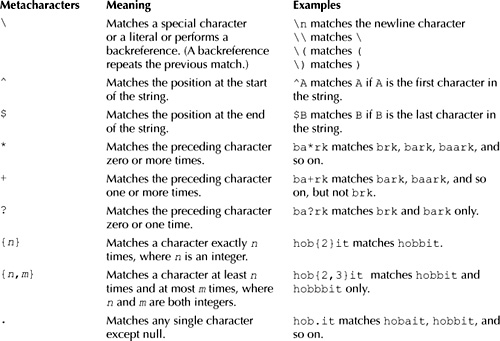 Metacharacters Meaning Examples
\ Matches a special character \n matches the newline character
or a literal or performs a \\ matches \
backreference. (A backreference \( matches (
repeats the previous match.) \) matches )
^ Matches the position at the start ^A matches A if A is the first character in
of the string. the string.
$ Matches the position at the end $B matches B if B is the last character in
of the string. the string.
* Matches the preceding character ba*rk matches brk, bark, baark, and
zero or more times. so on.
+ Matches the preceding character ba+rk matches bark, baark, and so
one or more times. on, but not brk.
? Matches the preceding character ba?rk matches brk and bark only.
zero or one time.
{n} Matches a character exactly n hob{2}it matches hobbit.
times, where n is an integer.
{n,m} Matches a character at least n hob{2,3}it matches hobbit and
times and at most m times, where hobbbit only.
n and m are both integers.
. Matches any single character hob.it matches hobait, hobbit, and
except null. so on.